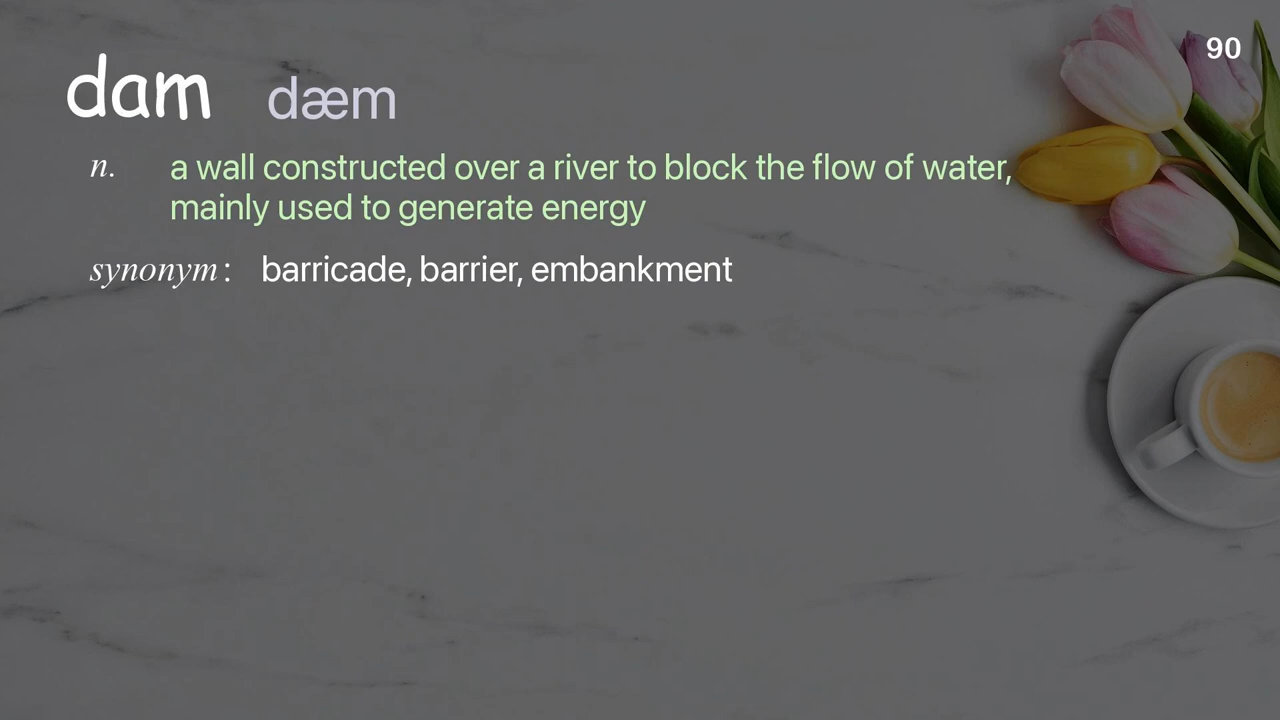 90
dam dæm
n. a wall constructed over a river to block the flow of water,
mainly used to generate energy
synonym: barricade, barrier, embankment